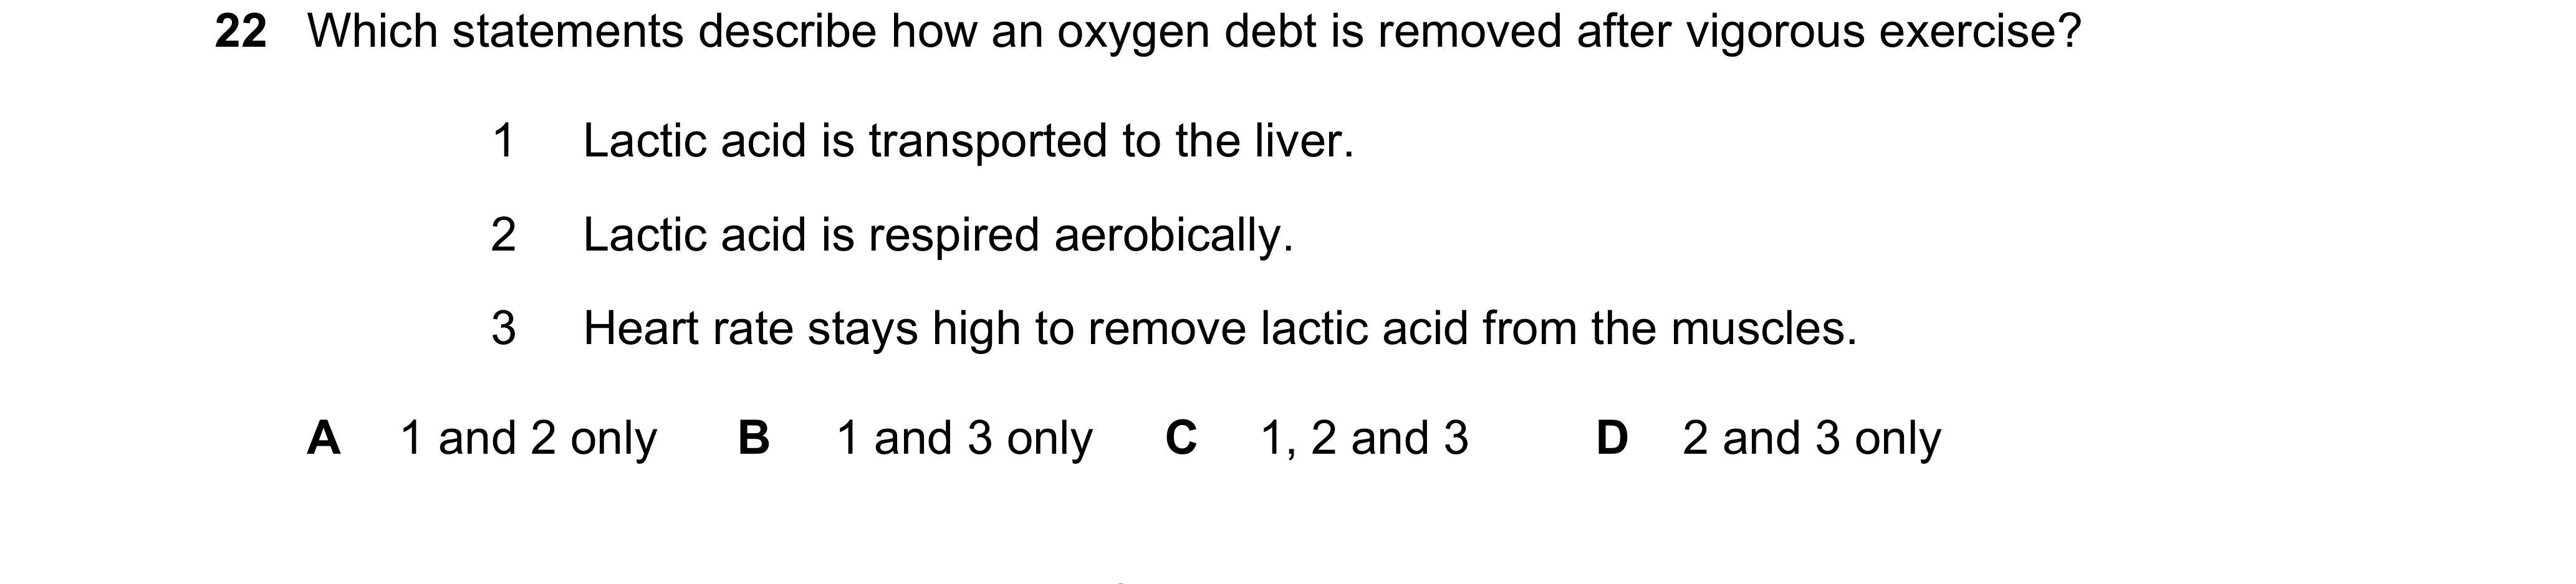 22 Which statements describe how an oxygen debt is removed after vigorous exercise?
1 Lactic acid is transported to the liver.
2 Lactic acid is respired aerobically.
3 Heart rate stays high to remove lactic acid from the muscles.
A 1 and 2 only B 1 and 3 only C 1, 2 and 3 D 2 and 3 only